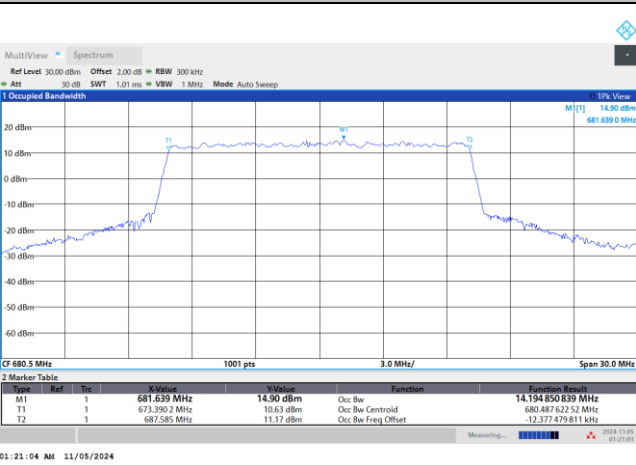 MultiView Spectrum
Ref Level 30.00 dBm Offset 2.00 dB RBW 300 kHz
Att 30 dB SWT 1.01 ms VBW 1 MHz Mode Auto Sweep
1 Occupied Bandwidth 1Pk View
M1[1] 14.90 dBm
681.639 0 MHz
20 dBm
M1
T1
T2
10 dBm
0 dBm
-10 dBm
-20 dBm
-30 dBm
-40 dBm
-50 dBm
-60 dBm
CF 680.5 MHz 1001 pts 3.0 MHz/ Span 30.0 MHz
2 Marker Table
Type Ref Trc X-Value Y-Value Function Function Result
M1 1 681.639 MHz 14.90 dBm Occ Bw 14.194 850 839 MHz
T1 1 673.390 2 MHz 10.63 dBm Occ Bw Centroid 680.487 622 52 MHz
T2 1 687.585 MHz 11.17 dBm Occ Bw Freq Offset -12.377 479 811 kHz
Measuring... 2024-11-05
01:21:03
01:21:04 AM 11/05/2024